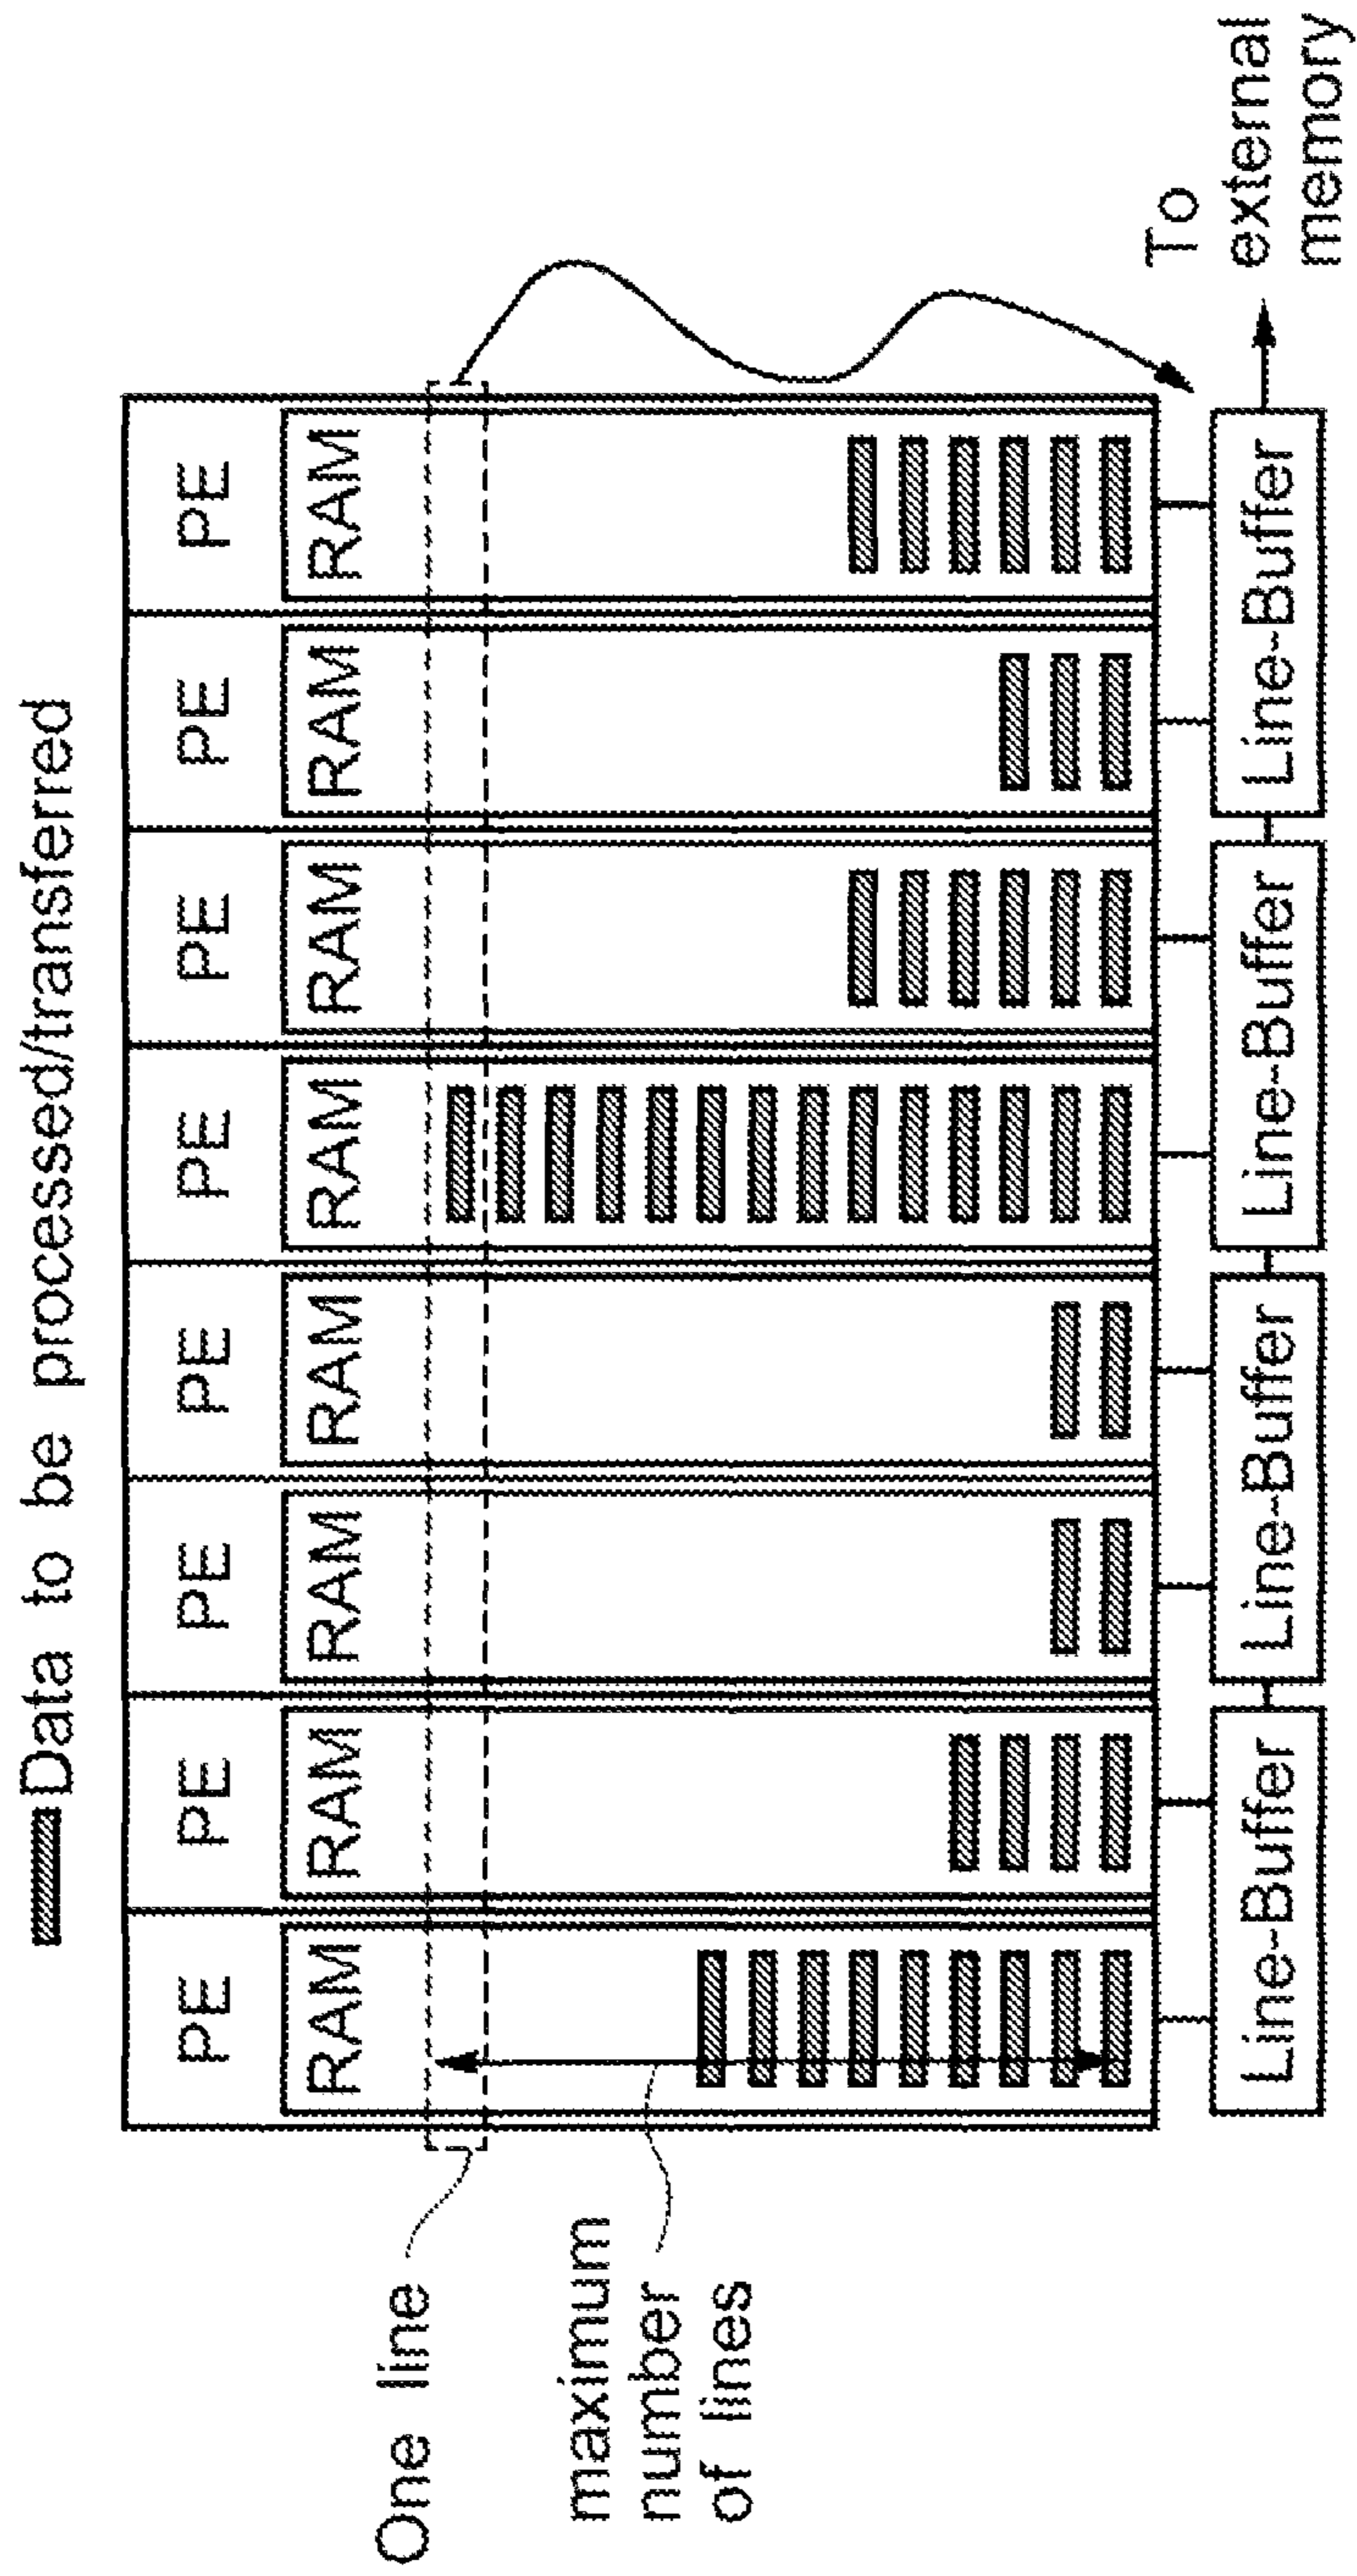 Data to be processed/transferred
PE PE PE PE PE PE PE PE
RAM RAM RAM RAM RAM RAM RAM RAM
One line
maximum
number
of lines
Line-Buffer Line-Buffer Line-Buffer Line-Buffer
To
external
memory